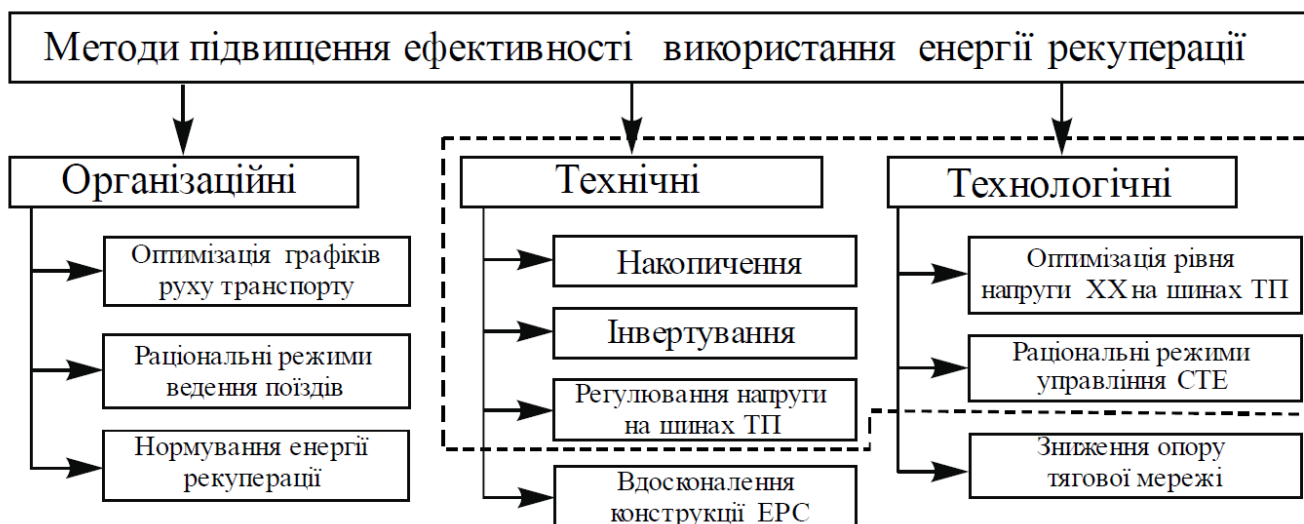 Методи підвищення ефективності використання енергії рекуперації
Організаційні
Оптимізація графіків
руху транспорту
Раціональні режими
ведення поїздів
Нормування енергії
рекуперації
Технічні
Накопичення
Інвертування
Регулювання напруги
на шинах ТП
Вдосконалення
конструкції ЕРС
Технологічні
Оптимізація рівня
напруги ХХ на шинах ТП
Раціональні режими
управління СТЕ
Зниження опору
тягової мережі